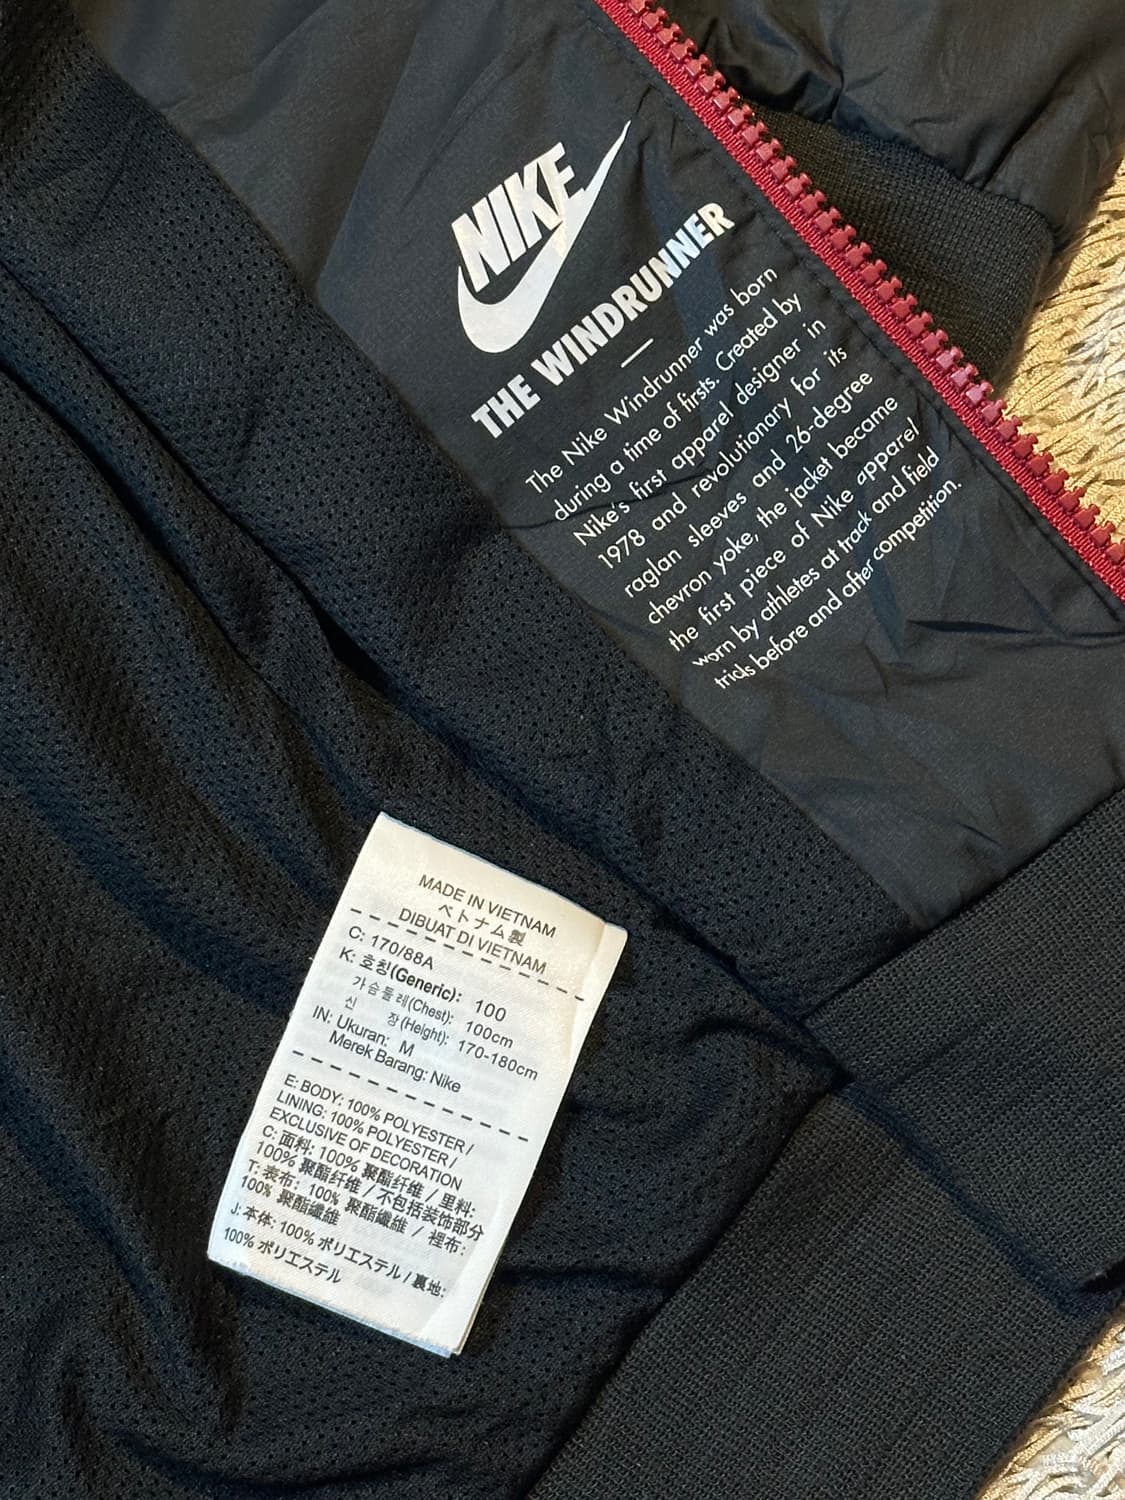 NIKE
THE WINDRUNNER
The Nike Windrunner was born
during a time of firsts. Created by
Nike's first apparel designer in
1978 and revolutionary for its
raglan sleeves and 26-degree
chevron yoke, the jacket became
the first piece of Nike apparel
worn by athletes at track and field
trials before and after competition.
MADE IN VIETNAM
ベトナム製
DIBUAT DI VIETNAM
C: 170/88A
K: 호칭(Generic): 100
가슴둘레(Chest): 100cm
신 장(Height): 170-180cm
IN: Ukuran: M
Merek Barang: Nike
E: BODY: 100% POLYESTER /
LINING: 100% POLYESTER /
EXCLUSIVE OF DECORATION
C: 面料: 100% 聚酯纤维 / 里料:
100% 聚酯纤维 / 不包括装饰部分
T: 表布: 100% 聚酯纖維 / 裡布:
100% 聚酯纖維
J: 本体: 100% ポリエステル / 裏地:
100% ポリエステル